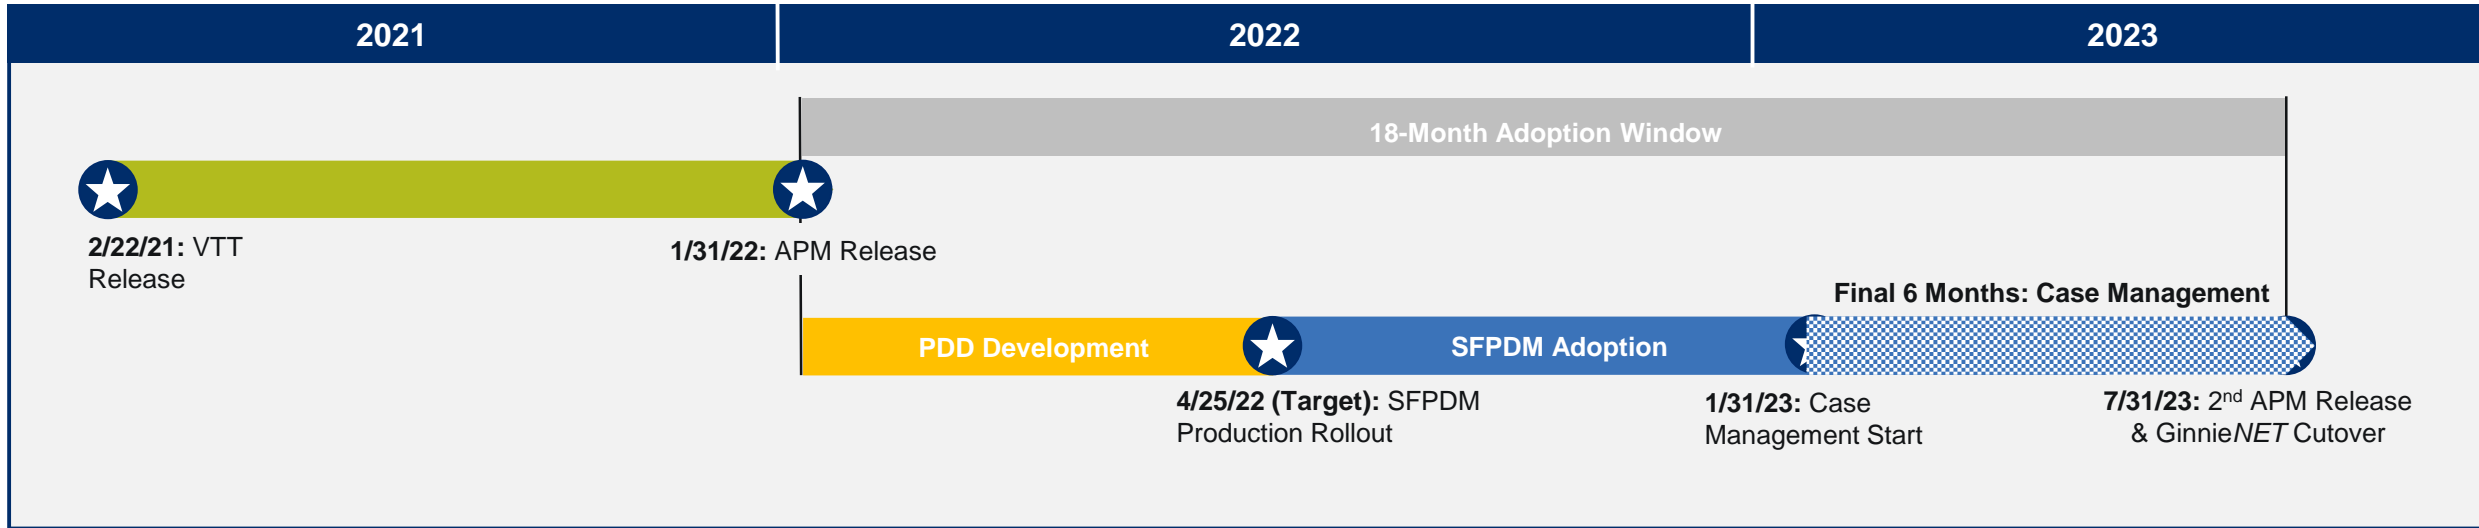 2021
2022
2023
18-Month Adoption Window
2/22/21: VTT
Release
1/31/22: APM Release
Final 6 Months: Case Management
PDD Development
SFPDM Adoption
4/25/22 (Target): SFPDM
Production Rollout
1/31/23: Case
Management Start
7/31/23: 2nd APM Release
& GinnieNET Cutover